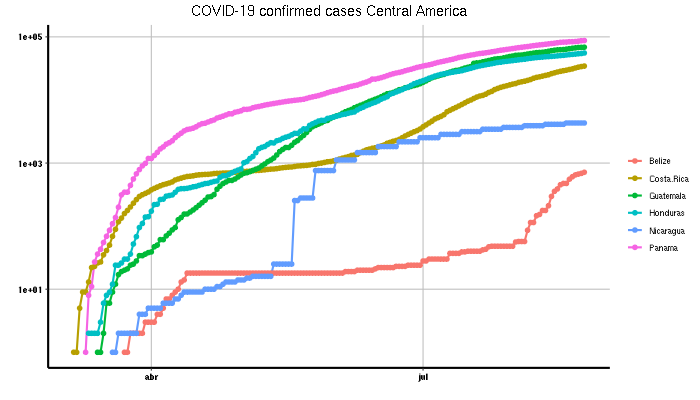 COVID-19 confirmed cases Central America
1e+05
1e+03
1e+01
abr
jul
Belize
Costa.Rica
Guatemala
Honduras
Nicaragua
Panama